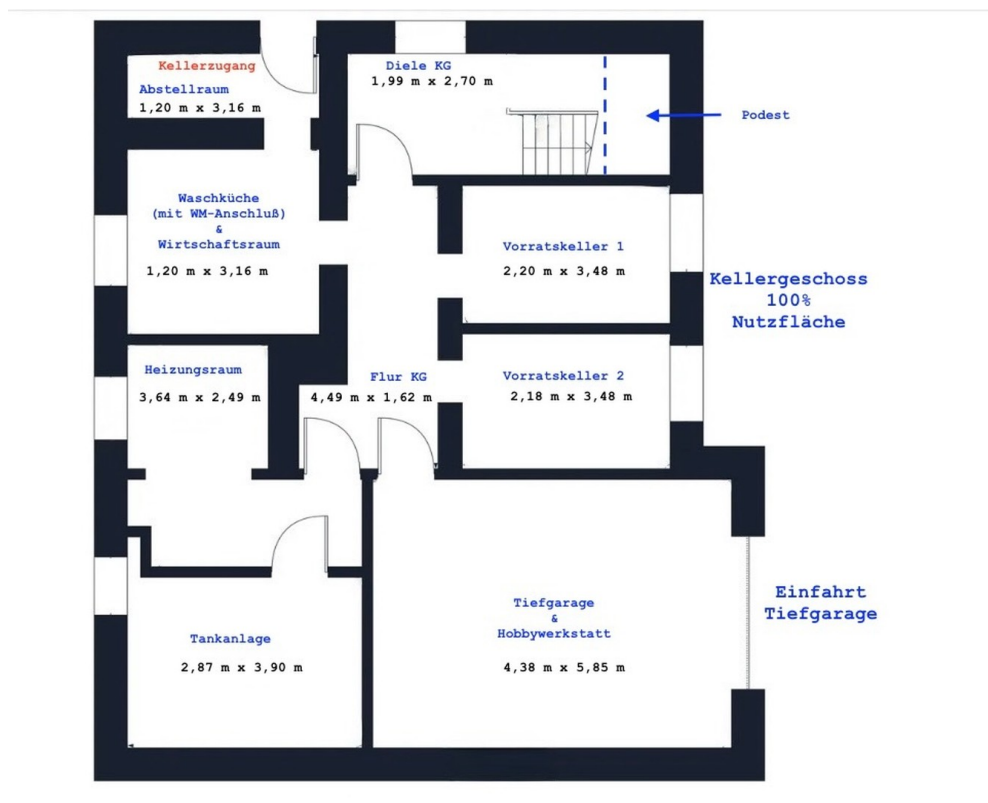 Kellerzugang
Abstellraum
1,20 m x 3,16 m
Diele KG
1,99 m x 2,70 m
Podest
Waschküche
(mit WM-Anschluß)
&
Wirtschaftsraum
1,20 m x 3,16 m
Vorratskeller 1
2,20 m x 3,48 m
Kellergeschoss
100%
Nutzfläche
Heizungsraum
3,64 m x 2,49 m
Flur KG
4,49 m x 1,62 m
Vorratskeller 2
2,18 m x 3,48 m
Einfahrt
Tiefgarage
Tiefgarage
&
Hobbywerkstatt
4,38 m x 5,85 m
Tankanlage
2,87 m x 3,90 m